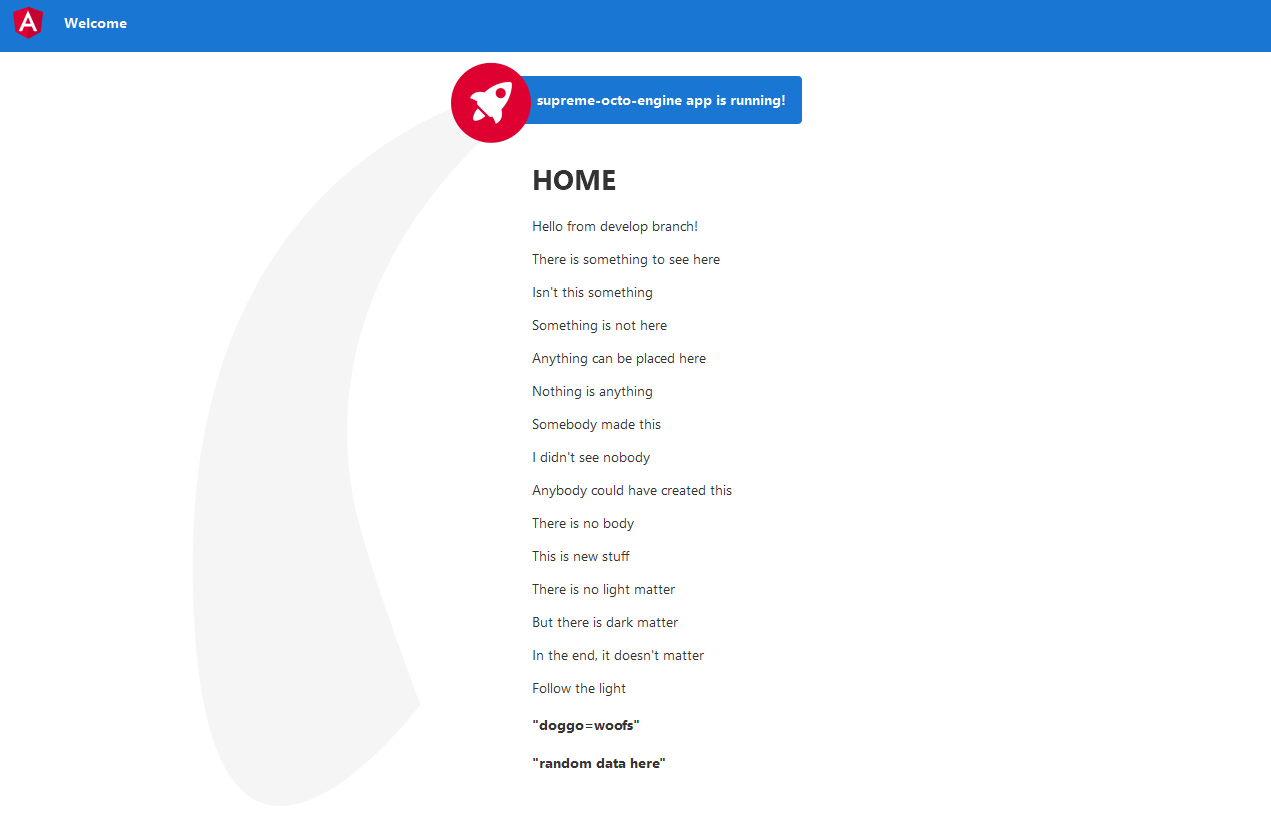 A
Welcome
supreme-octo-engine app is running!
HOME
Hello from develop branch!
There is something to see here
Isn't this something
Something is not here
Anything can be placed here
Nothing is anything
Somebody made this
I didn't see nobody
Anybody could have created this
There is no body
This is new stuff
There is no light matter
But there is dark matter
In the end, it doesn't matter
Follow the light
"doggo=woofs"
"random data here"